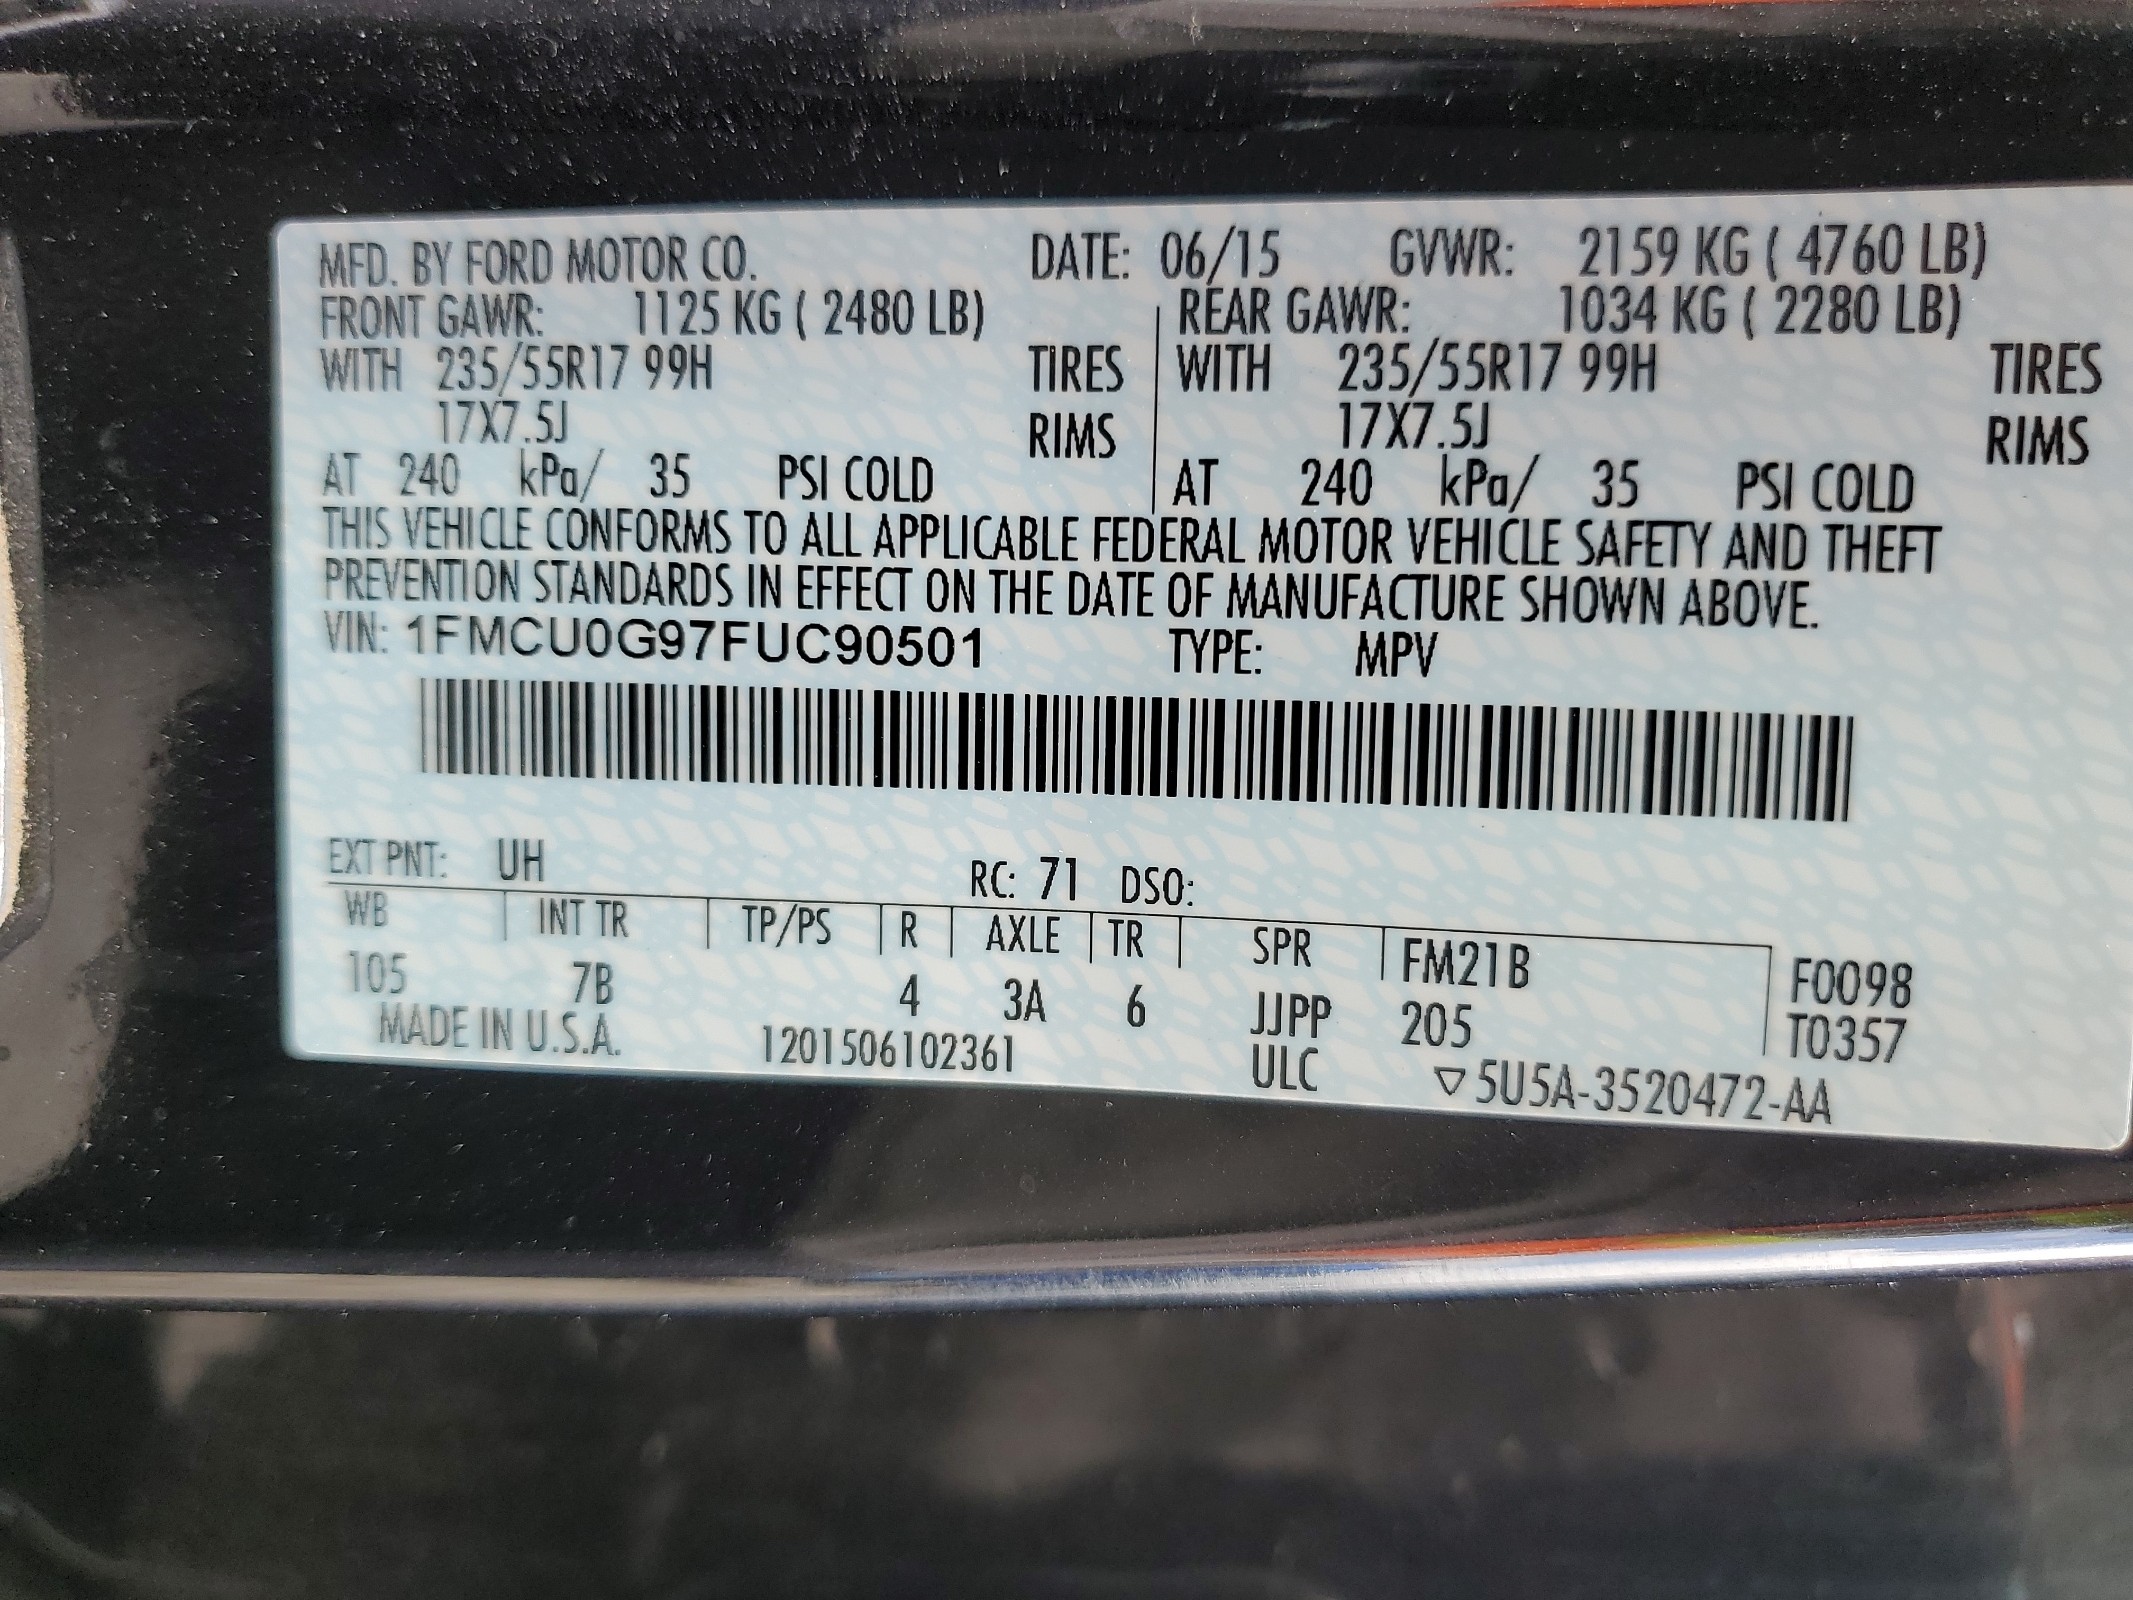 MFD. BY FORD MOTOR CO. DATE: 06/15 GVWR: 2159 KG ( 4760 LB)
FRONT GAWR: 1125 KG ( 2480 LB) REAR GAWR: 1034 KG ( 2280 LB)
WITH 235/55R17 99H TIRES WITH 235/55R17 99H TIRES
17X7.5J RIMS 17X7.5J RIMS
AT 240 kPa/ 35 PSI COLD AT 240 kPa/ 35 PSI COLD
THIS VEHICLE CONFORMS TO ALL APPLICABLE FEDERAL MOTOR VEHICLE SAFETY AND THEFT
PREVENTION STANDARDS IN EFFECT ON THE DATE OF MANUFACTURE SHOWN ABOVE.
VIN: 1FMCU0G97FUC90501 TYPE: MPV
EXT PNT: UH RC: 71 DSO:
WB INT TR TP/PS R AXLE TR SPR FM21B F0098
105 7B 4 3A 6 JJPP 205 T0357
MADE IN U.S.A. 1201506102361 ULC ▽5U5A-3520472-AA